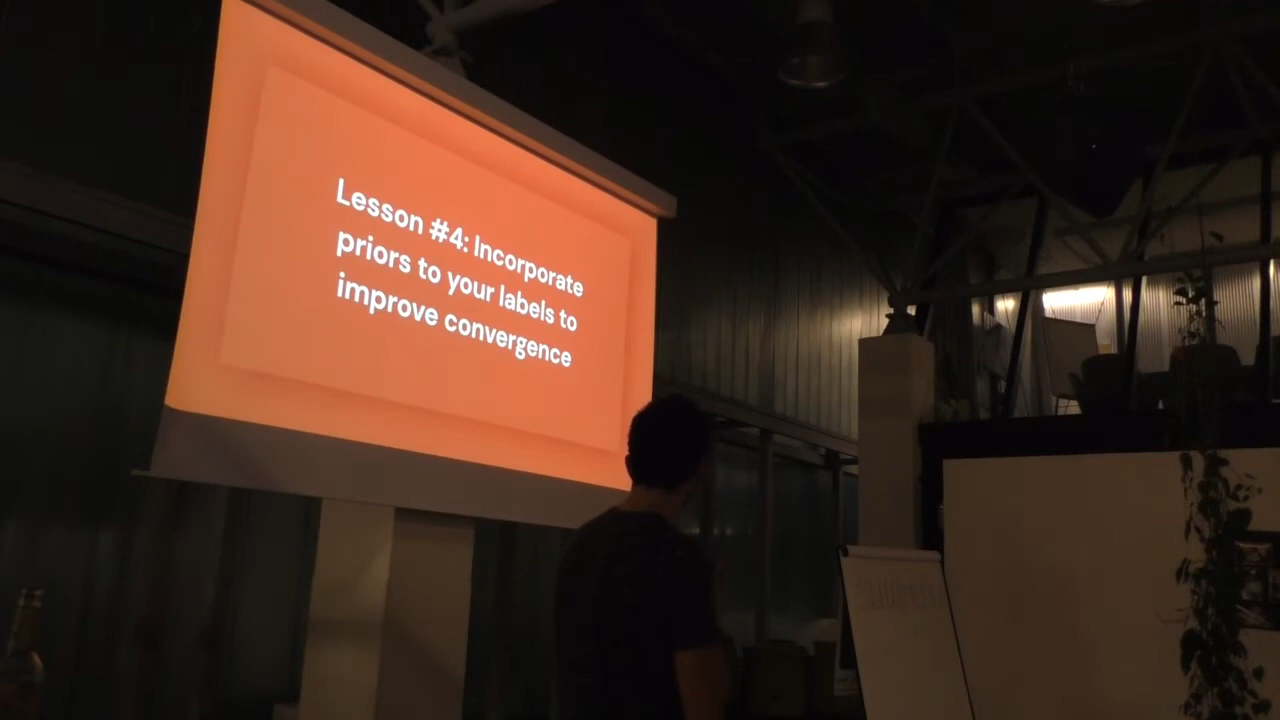 Lesson #4: Incorporate
priors to your labels to
improve convergence